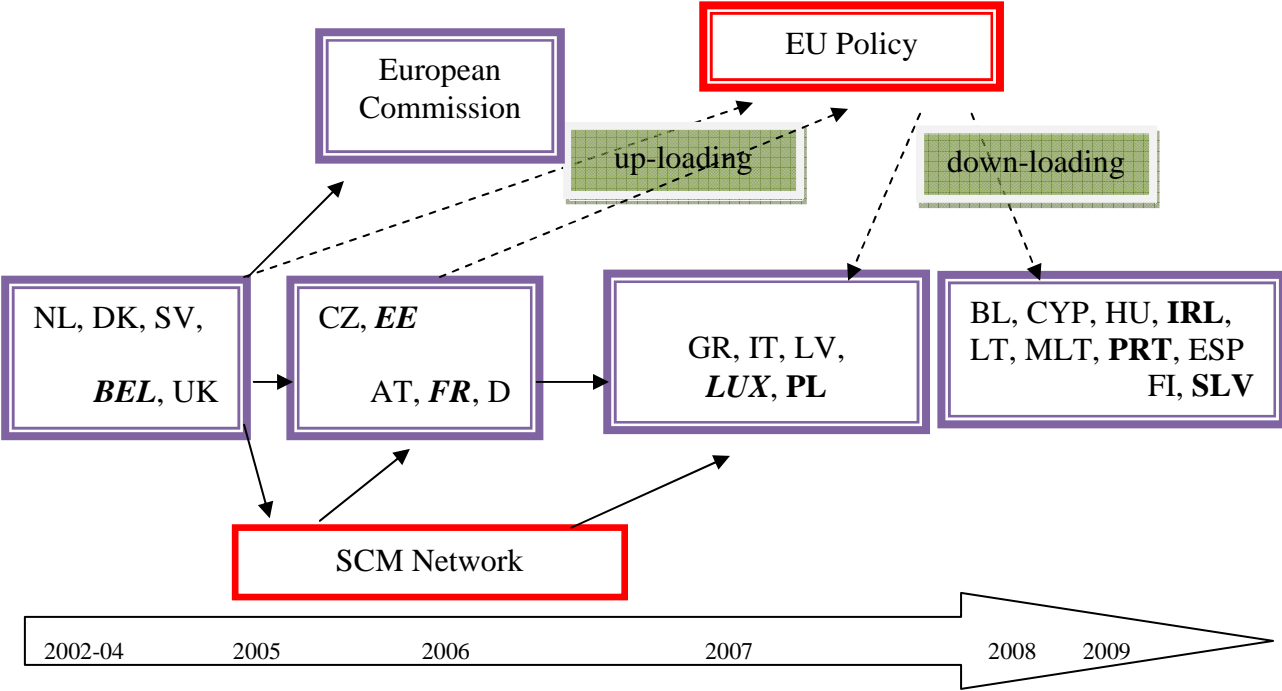 EU Policy
European
Commission
up-loading
down-loading
NL, DK, SV,
BEL, UK
CZ, EE
AT, FR, D
GR, IT, LV,
LUX, PL
BL, CYP, HU, IRL,
LT, MLT, PRT, ESP
FI, SLV
SCM Network
2002-04 2005 2006 2007 2008 2009